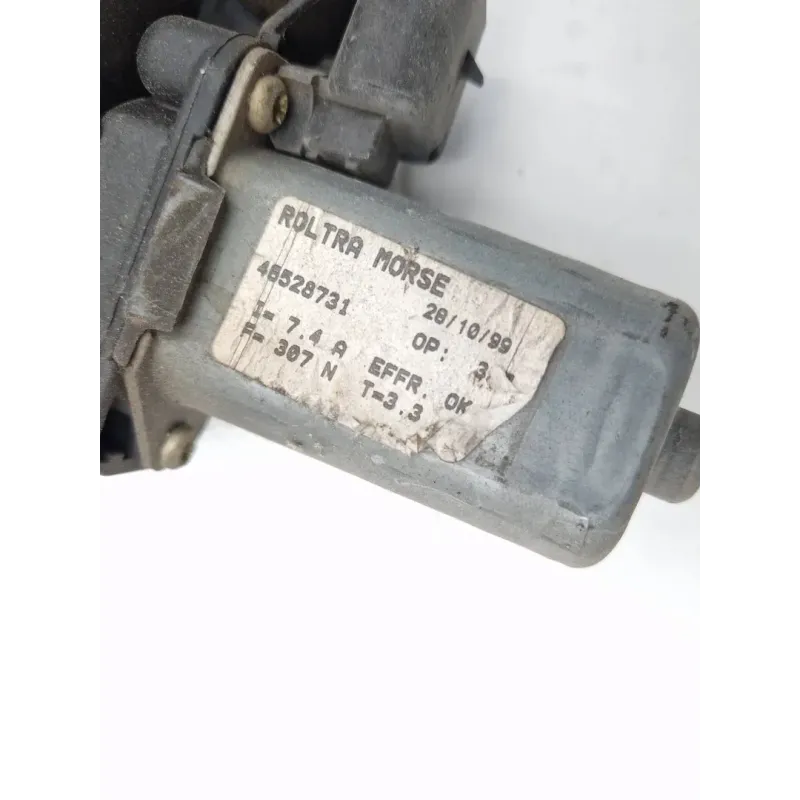 ROLTRA MORSE
46528731 28/10/99
I= 7.4 A OP: 3
F= 307 N EFFR. OK
T=3.3